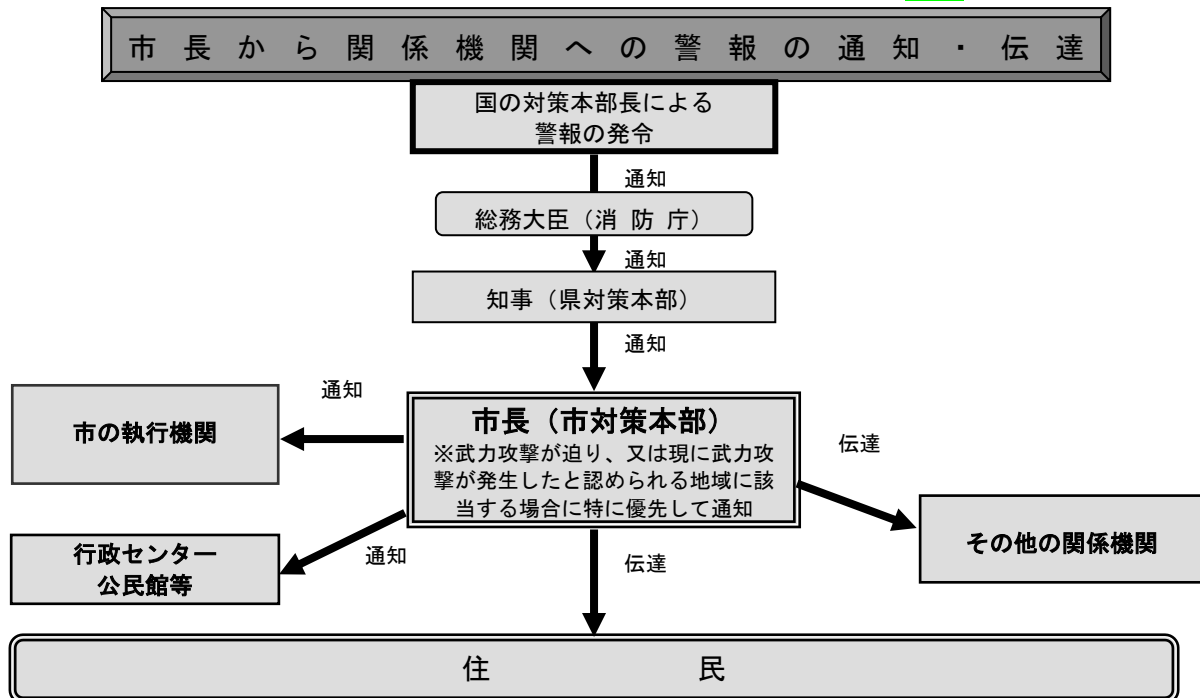 市長から関係機関への警報の通知・伝達
国の対策本部長による
警報の発令
通知
総務大臣（消 防 庁）
通知
知事（県対策本部）
通知
通知
市の執行機関
市長（市対策本部）
※武力攻撃が迫り、又は現に武力攻
撃が発生したと認められる地域に該
当する場合に特に優先して通知
伝達
その他の関係機関
行政センター
公民館等
通知
伝達
住 民